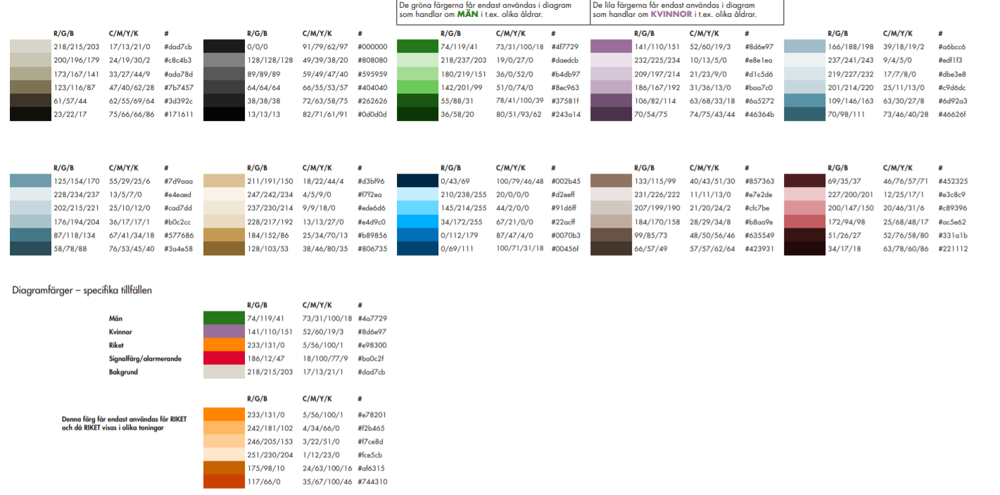 De gröna färgerna får endast användas i diagram
som handlar om MÄN i t.ex. olika åldrar.
De lila färgerna får endast användas i diagram
som handlar om KVINNOR i t.ex. olika åldrar.
R/G/B C/M/Y/K #
218/215/203 17/13/21/0 #dad7cb
200/196/179 24/19/30/2 #c8c4b3
173/167/141 33/27/44/9 #ada78d
123/116/87 47/40/62/28 #7b7457
61/57/44 62/55/69/64 #3d392c
23/22/17 75/66/66/86 #171611
R/G/B C/M/Y/K #
0/0/0 91/79/62/97 #000000
128/128/128 49/39/38/20 #808080
89/89/89 59/49/47/40 #595959
64/64/64 66/55/53/57 #404040
38/38/38 72/63/58/75 #262626
13/13/13 82/71/61/91 #0d0d0d
R/G/B C/M/Y/K #
74/119/41 73/31/100/18 #4f7729
218/237/203 19/0/27/0 #daedcb
180/219/151 36/0/52/0 #b4db97
142/201/99 51/0/74/0 #8ec963
55/88/31 78/41/100/39 #37581f
36/58/20 80/51/93/62 #243a14
R/G/B C/M/Y/K #
141/110/151 52/60/19/3 #8d6e97
232/225/234 10/13/5/0 #e8e1ea
209/197/214 21/23/9/0 #d1c5d6
186/167/192 31/36/13/0 #baa7c0
106/82/114 63/68/33/18 #6a5272
70/54/75 74/75/43/44 #46364b
R/G/B C/M/Y/K #
166/188/198 39/18/19/2 #a6bcc6
237/241/243 9/4/5/0 #edf1f3
219/227/232 17/7/8/0 #dbe3e8
201/214/220 25/11/13/0 #c9d6dc
109/146/163 63/30/27/8 #6d92a3
70/98/111 73/46/40/28 #46626f
R/G/B C/M/Y/K #
125/154/170 55/29/25/6 #7d9aaa
228/234/237 13/5/7/0 #e4eaed
202/215/221 25/10/12/0 #cad7dd
176/194/204 36/17/17/1 #b0c2cc
87/118/134 67/41/34/18 #577686
58/78/88 76/53/45/40 #3a4e58
R/G/B C/M/Y/K #
211/191/150 18/22/44/4 #d3bf96
247/242/234 4/5/9/0 #f7f2ea
237/230/214 9/9/18/0 #ede6d6
228/217/192 13/13/27/0 #e4d9c0
184/152/86 25/34/70/13 #b89856
128/103/53 38/46/80/35 #806735
R/G/B C/M/Y/K #
0/43/69 100/79/46/48 #002b45
210/238/255 20/0/0/0 #d2eeff
145/214/255 44/2/0/0 #91d6ff
34/172/255 67/21/0/0 #22acff
0/112/179 87/47/4/0 #0070b3
0/69/111 100/71/31/18 #00456f
R/G/B C/M/Y/K #
133/115/99 40/43/51/30 #857363
231/226/222 11/11/13/0 #e7e2de
207/199/190 21/20/24/2 #cfc7be
184/170/158 28/29/34/8 #b8aa9e
99/85/73 48/50/56/46 #635549
66/57/49 57/57/62/64 #423931
R/G/B C/M/Y/K #
69/35/37 46/76/57/71 #452325
227/200/201 12/25/17/1 #e3c8c9
200/147/150 20/46/31/6 #c89396
172/94/98 25/68/48/17 #ac5e62
51/26/27 52/76/58/80 #331a1b
34/17/18 63/78/60/86 #221112
Diagramfärger – specifika tillfällen
R/G/B C/M/Y/K #
Män 74/119/41 73/31/100/18 #4a7729
Kvinnor 141/110/151 52/60/19/3 #8d6e97
Riket 233/131/0 5/56/100/1 #e98300
Signalfärg/alarmerande 186/12/47 18/100/77/9 #ba0c2f
Bakgrund 218/215/203 17/13/21/1 #dad7cb
R/G/B C/M/Y/K #
Denna färg får endast användas för RIKET
och då RIKET visas i olika toningar
233/131/0 5/56/100/1 #e78201
242/181/102 4/34/66/0 #f2b465
246/205/153 3/22/51/0 #f7ce8d
251/230/204 1/12/23/0 #fce5cb
175/98/10 24/63/100/16 #af6315
117/66/0 35/67/100/46 #744310